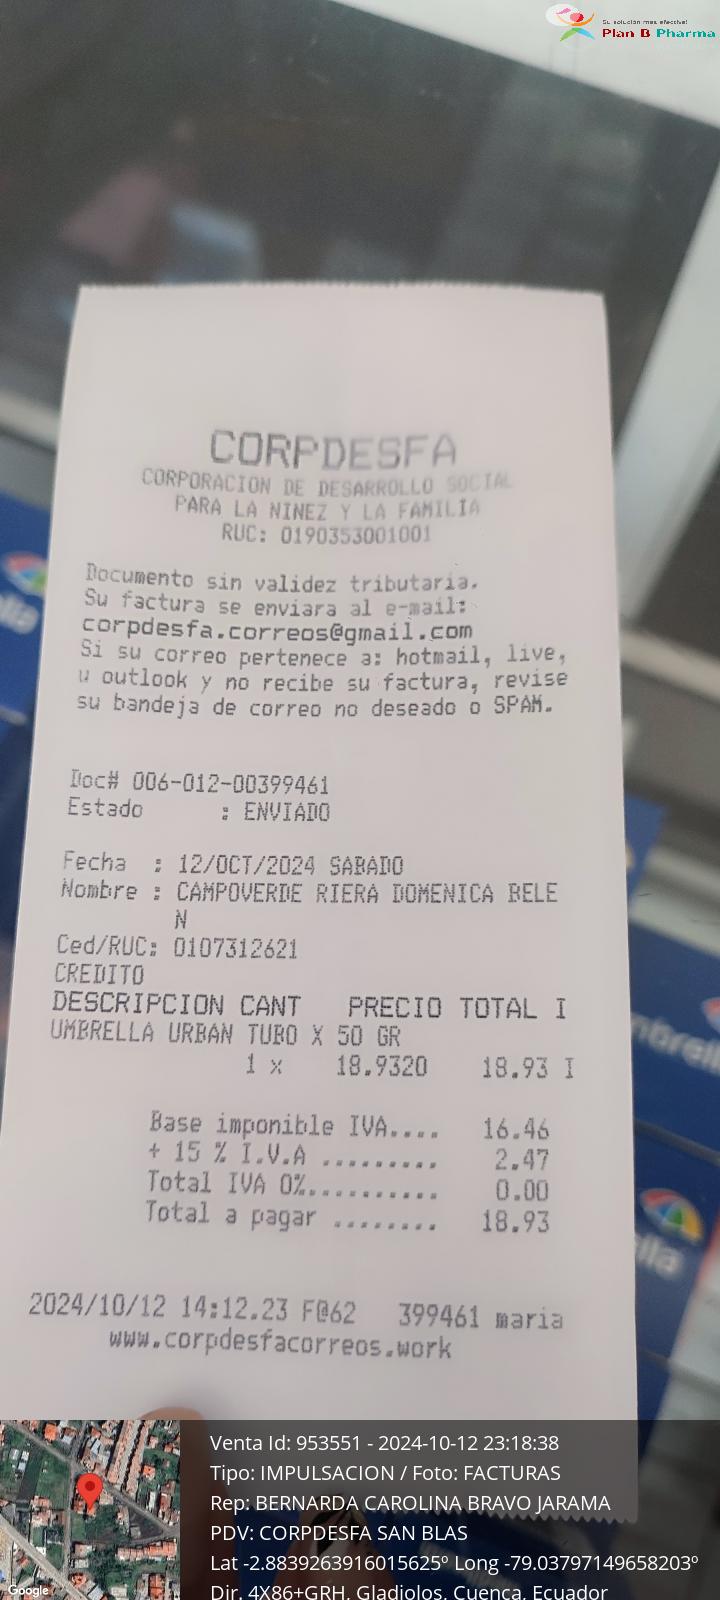 Su solución más efectiva!
Plan B Pharma
CORPDESFA
CORPORACION DE DESARROLLO SOCIAL
PARA LA NINEZ Y LA FAMILIA
RUC: 0190353001001
Documento sin validez tributaria.
Su factura se enviara al e-mail:
corpdesfa.correos@gmail.com
Si su correo pertenece a: hotmail, live,
u outlook y no recibe su factura, revise
su bandeja de correo no deseado o SPAM.
Doc# 006-012-00399461
Estado : ENVIADO
Fecha : 12/OCT/2024 SABADO
Nombre : CAMPOVERDE RIERA DOMENICA BELE
N
Ced/RUC: 0107312621
CREDITO
DESCRIPCION CANT PRECIO TOTAL I
UMBRELLA URBAN TUBO X 50 GR
1 x 18.9320 18.93 I
Base imponible IVA.... 16.46
+ 15 % I.V.A ......... 2.47
Total IVA 0%.......... 0.00
Total a pagar ........ 18.93
2024/10/12 14:12.23 F@62 399461 maria
www.corpdesfacorreos.work
Venta Id: 953551 - 2024-10-12 23:18:38
Tipo: IMPULSACION / Foto: FACTURAS
Rep: BERNARDA CAROLINA BRAVO JARAMA
PDV: CORPDESFA SAN BLAS
Lat -2.8839263916015625º Long -79.03797149658203º
Dir. 4X86+GRH, Gladiolos, Cuenca, Ecuador
Google